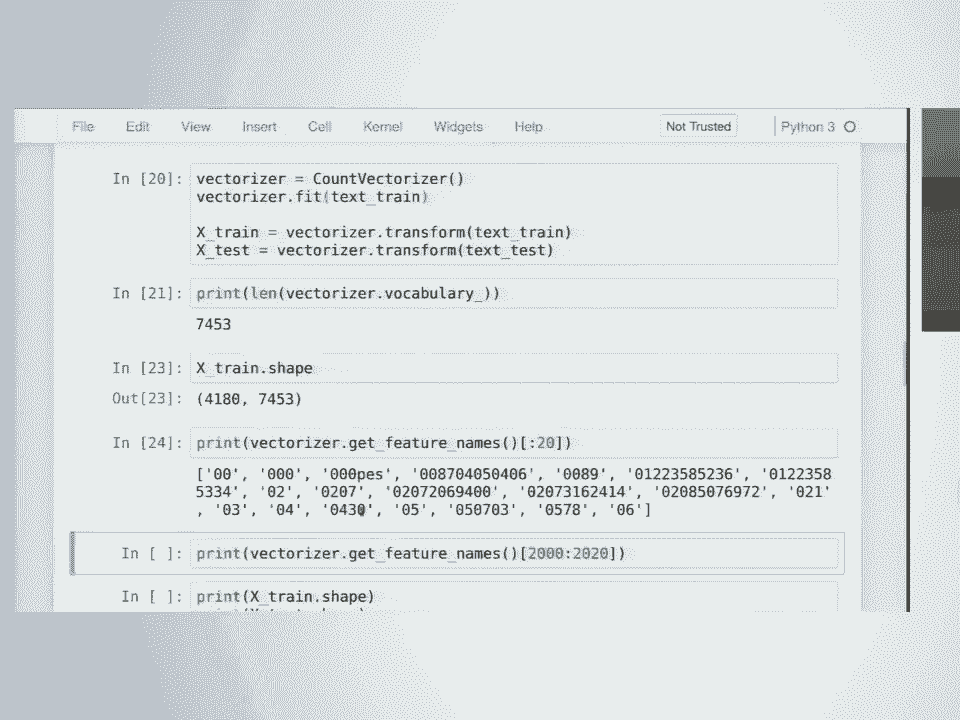 File Edit View Insert Cell Kernel Widgets Help Not Trusted Python 3
In [20]: vectorizer = CountVectorizer()
vectorizer.fit(text_train)
X_train = vectorizer.transform(text_train)
X_test = vectorizer.transform(text_test)
In [21]: print(len(vectorizer.vocabulary_))
7453
In [23]: X_train.shape
Out[23]: (4180, 7453)
In [24]: print(vectorizer.get_feature_names()[:20])
['00', '000', '000pes', '008704050406', '0089', '01223585236', '0122358
5334', '02', '0207', '02072069400', '02073162414', '02085076972', '021'
, '03', '04', '0430', '05', '050703', '0578', '06']
In [ ]: print(vectorizer.get_feature_names()[2000:2020])
In [ ]: print(X_train.shape)